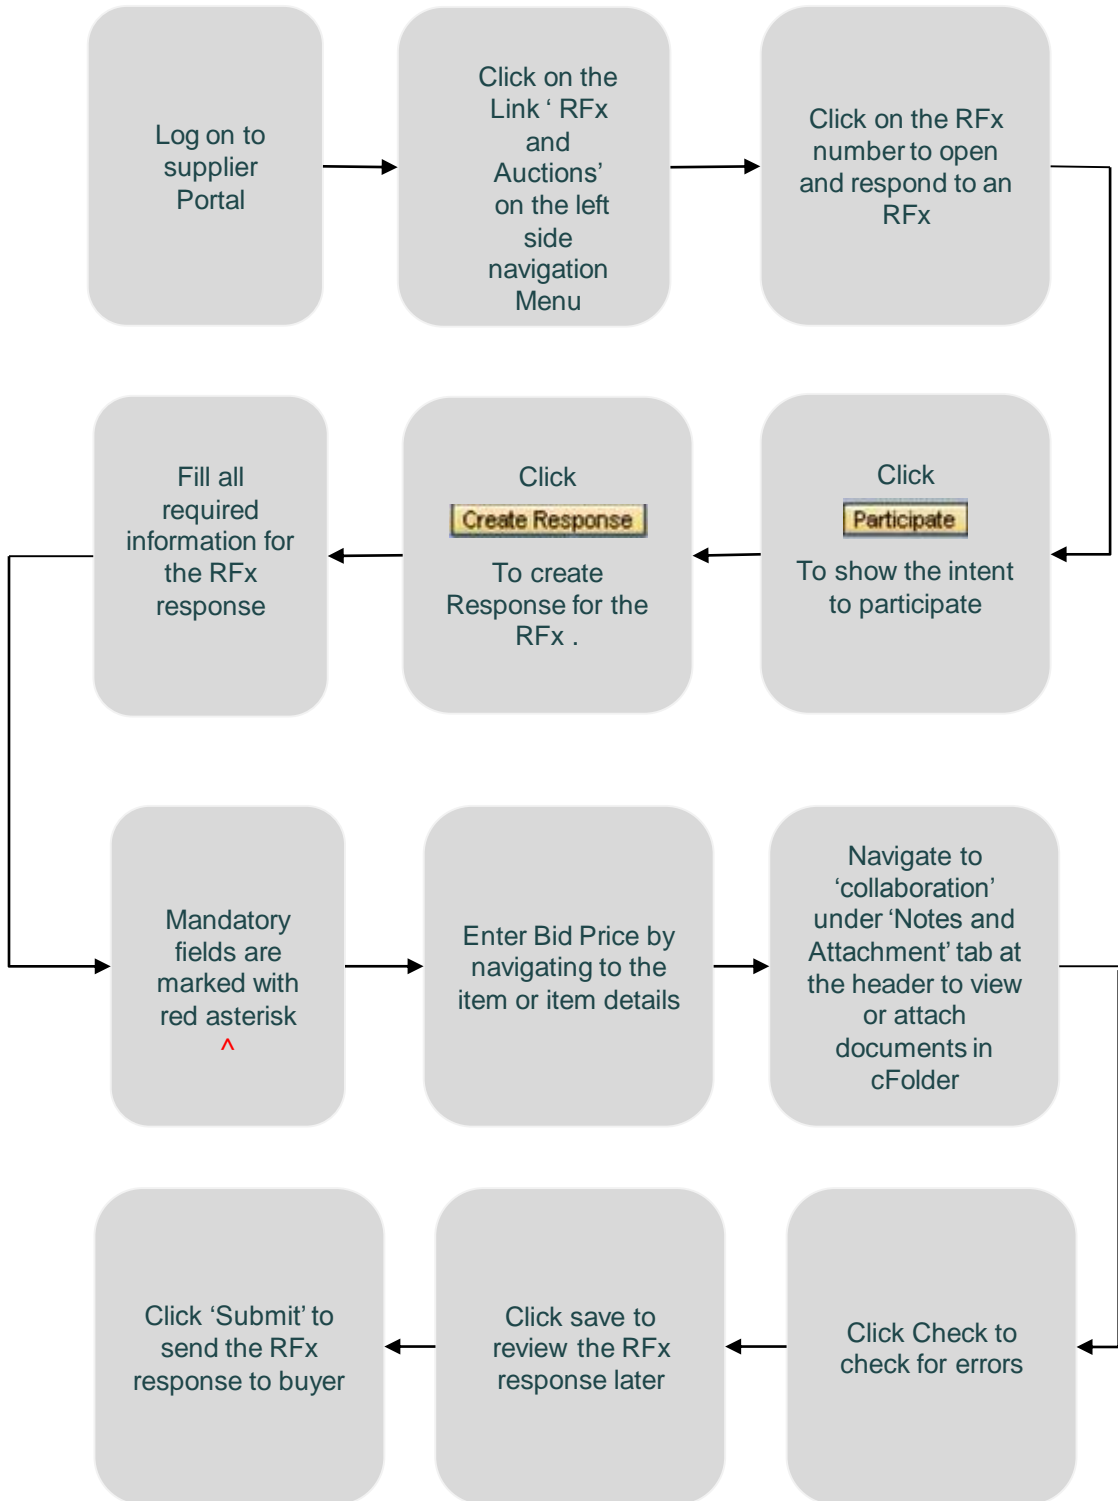 Log on to
supplier
Portal
Click on the
Link ‘ RFx
and
Auctions’
on the left
side
navigation
Menu
Click on the RFx
number to open
and respond to an
RFx
Click
Participate
To show the intent
to participate
Click
Create Response
To create
Response for the
RFx .
Fill all
required
information for
the RFx
response
Mandatory
fields are
marked with
red asterisk
^
Enter Bid Price by
navigating to the
item or item details
Navigate to
‘collaboration’
under ‘Notes and
Attachment’ tab at
the header to view
or attach
documents in
cFolder
Click Check to
check for errors
Click save to
review the RFx
response later
Click ‘Submit’ to
send the RFx
response to buyer